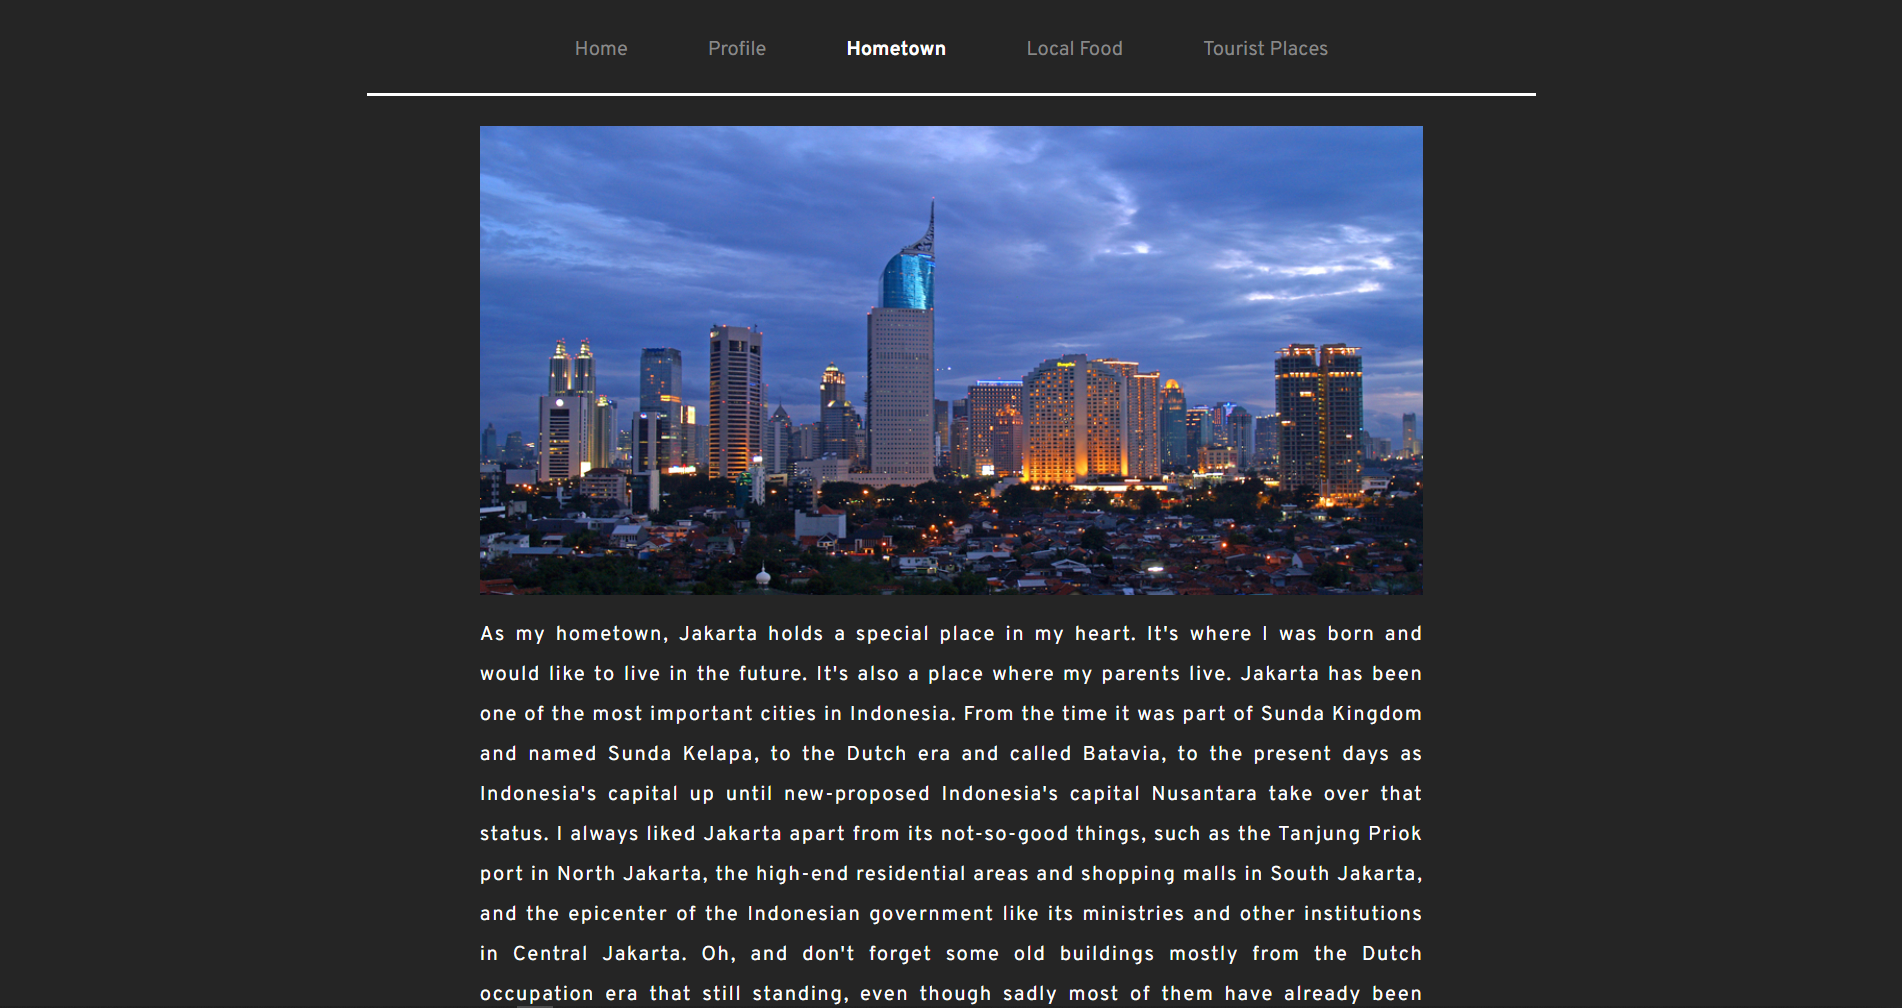 Home Profile Hometown Local Food Tourist Places
As my hometown, Jakarta holds a special place in my heart. It's where I was born and
would like to live in the future. It's also a place where my parents live. Jakarta has been
one of the most important cities in Indonesia. From the time it was part of Sunda Kingdom
and named Sunda Kelapa, to the Dutch era and called Batavia, to the present days as
Indonesia's capital up until new-proposed Indonesia's capital Nusantara take over that
status. I always liked Jakarta apart from its not-so-good things, such as the Tanjung Priok
port in North Jakarta, the high-end residential areas and shopping malls in South Jakarta,
and the epicenter of the Indonesian government like its ministries and other institutions
in Central Jakarta. Oh, and don't forget some old buildings mostly from the Dutch
occupation era that still standing, even though sadly most of them have already been